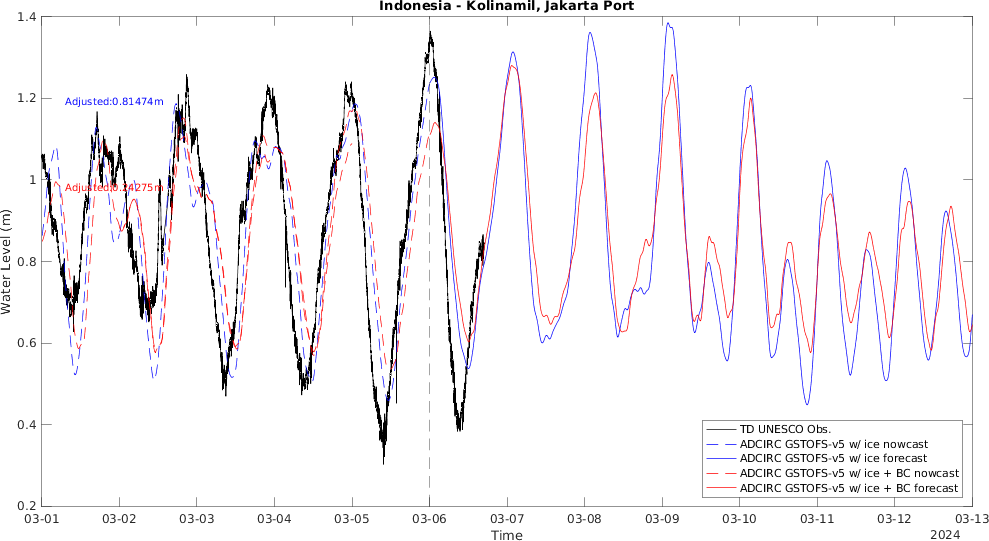 Indonesia - Kolinamil, Jakarta Port
1.4
1.2
1
0.8
0.6
0.4
0.2
Water Level (m)
Adjusted:0.81474m
Adjusted:0.24275m
TD UNESCO Obs.
ADCIRC GSTOFS-v5 w/ ice nowcast
ADCIRC GSTOFS-v5 w/ ice forecast
ADCIRC GSTOFS-v5 w/ ice + BC nowcast
ADCIRC GSTOFS-v5 w/ ice + BC forecast
03-01 03-02 03-03 03-04 03-05 03-06 03-07 03-08 03-09 03-10 03-11 03-12 03-13
Time 2024